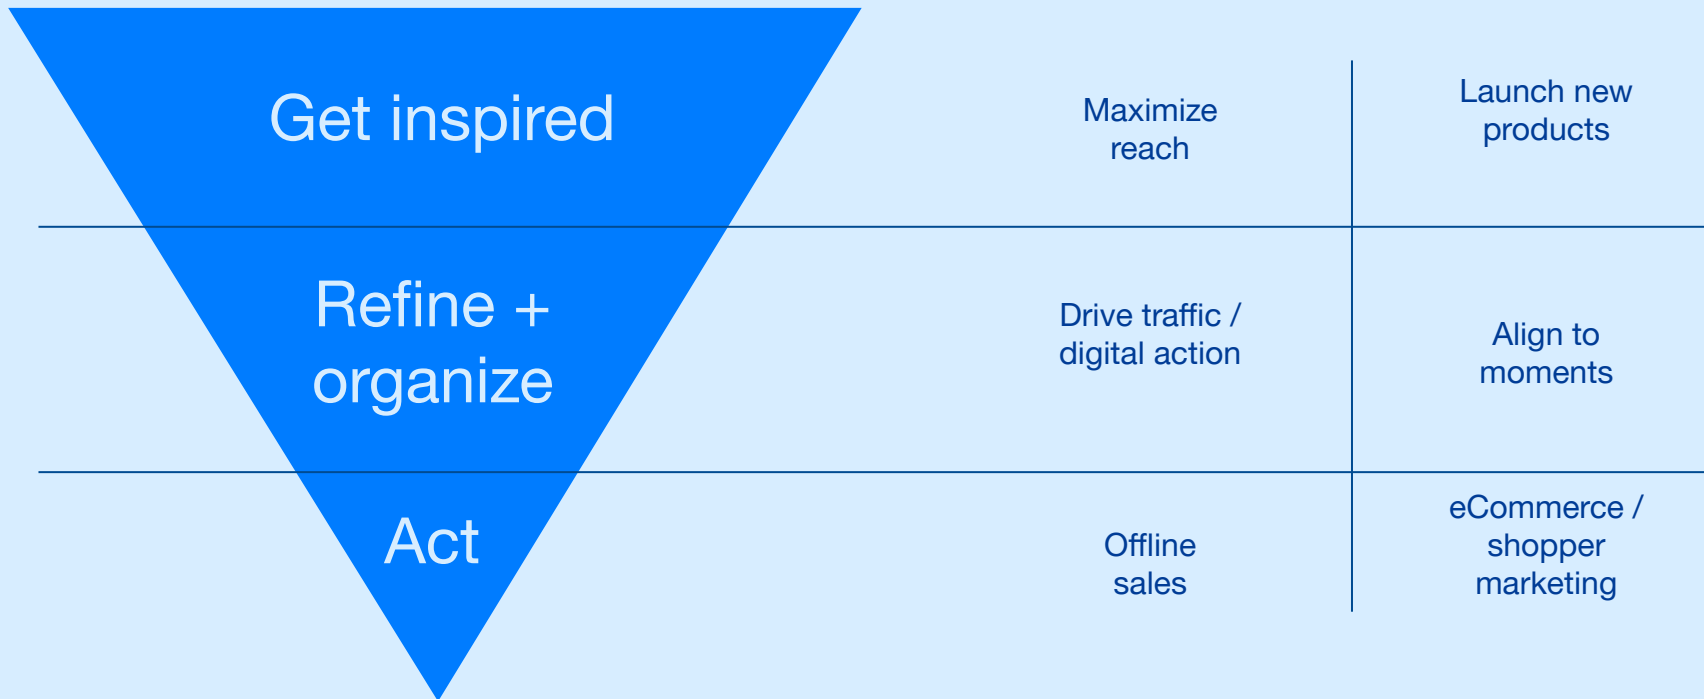 Get inspired
Maximize
reach
Launch new
products
Refine +
organize
Drive traffic /
digital action
Align to
moments
Act
Offline
sales
eCommerce /
shopper
marketing